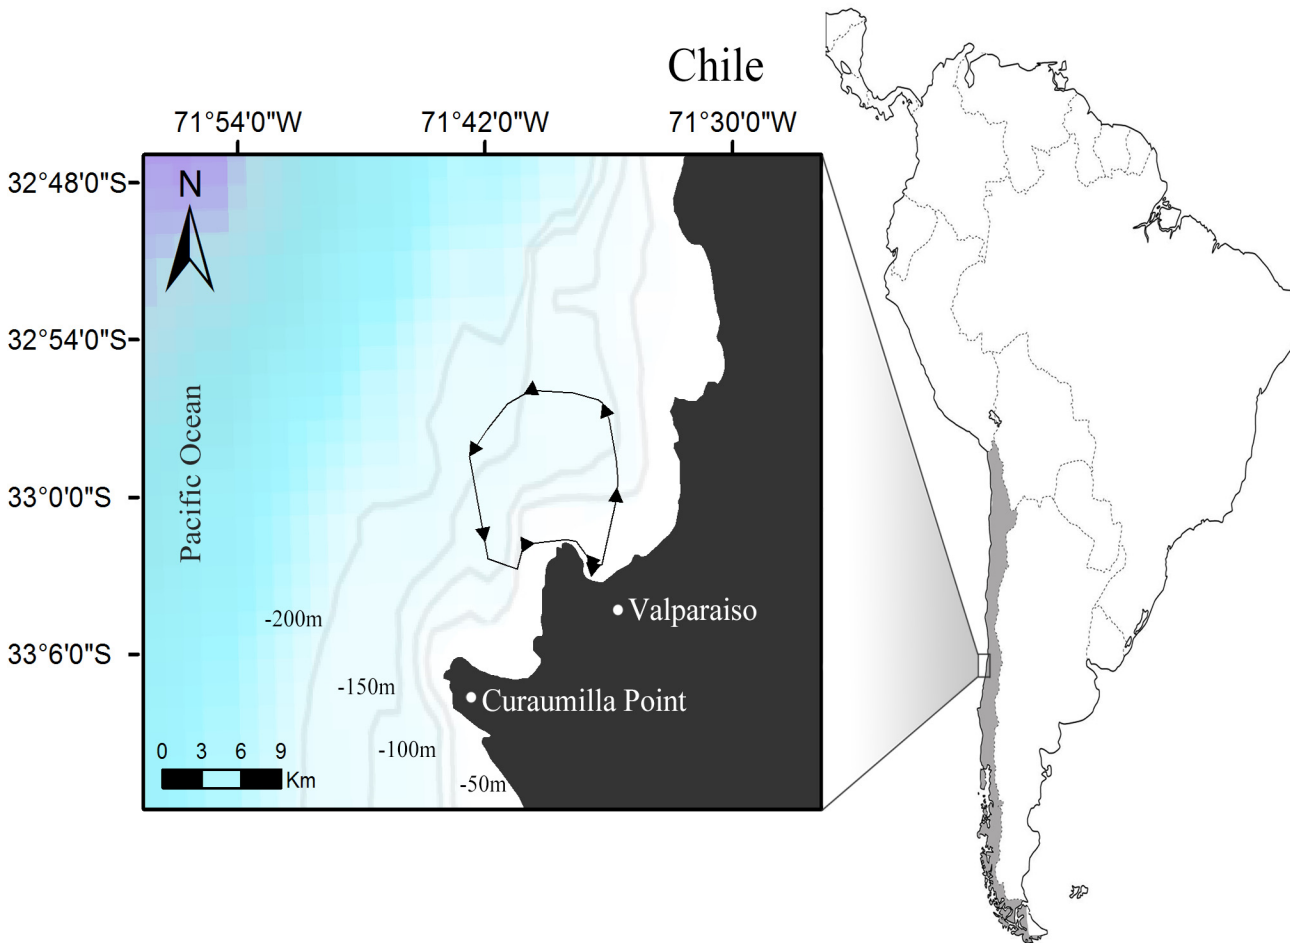 Chile
71°54'0"W
71°42'0"W
71°30'0"W
32°48'0"S
N
32°54'0"S
Pacific Ocean
33°0'0"S
Valparaiso
-200m
33°6'0"S
-150m
Curaumilla Point
-100m
0 3 6 9
Km
-50m